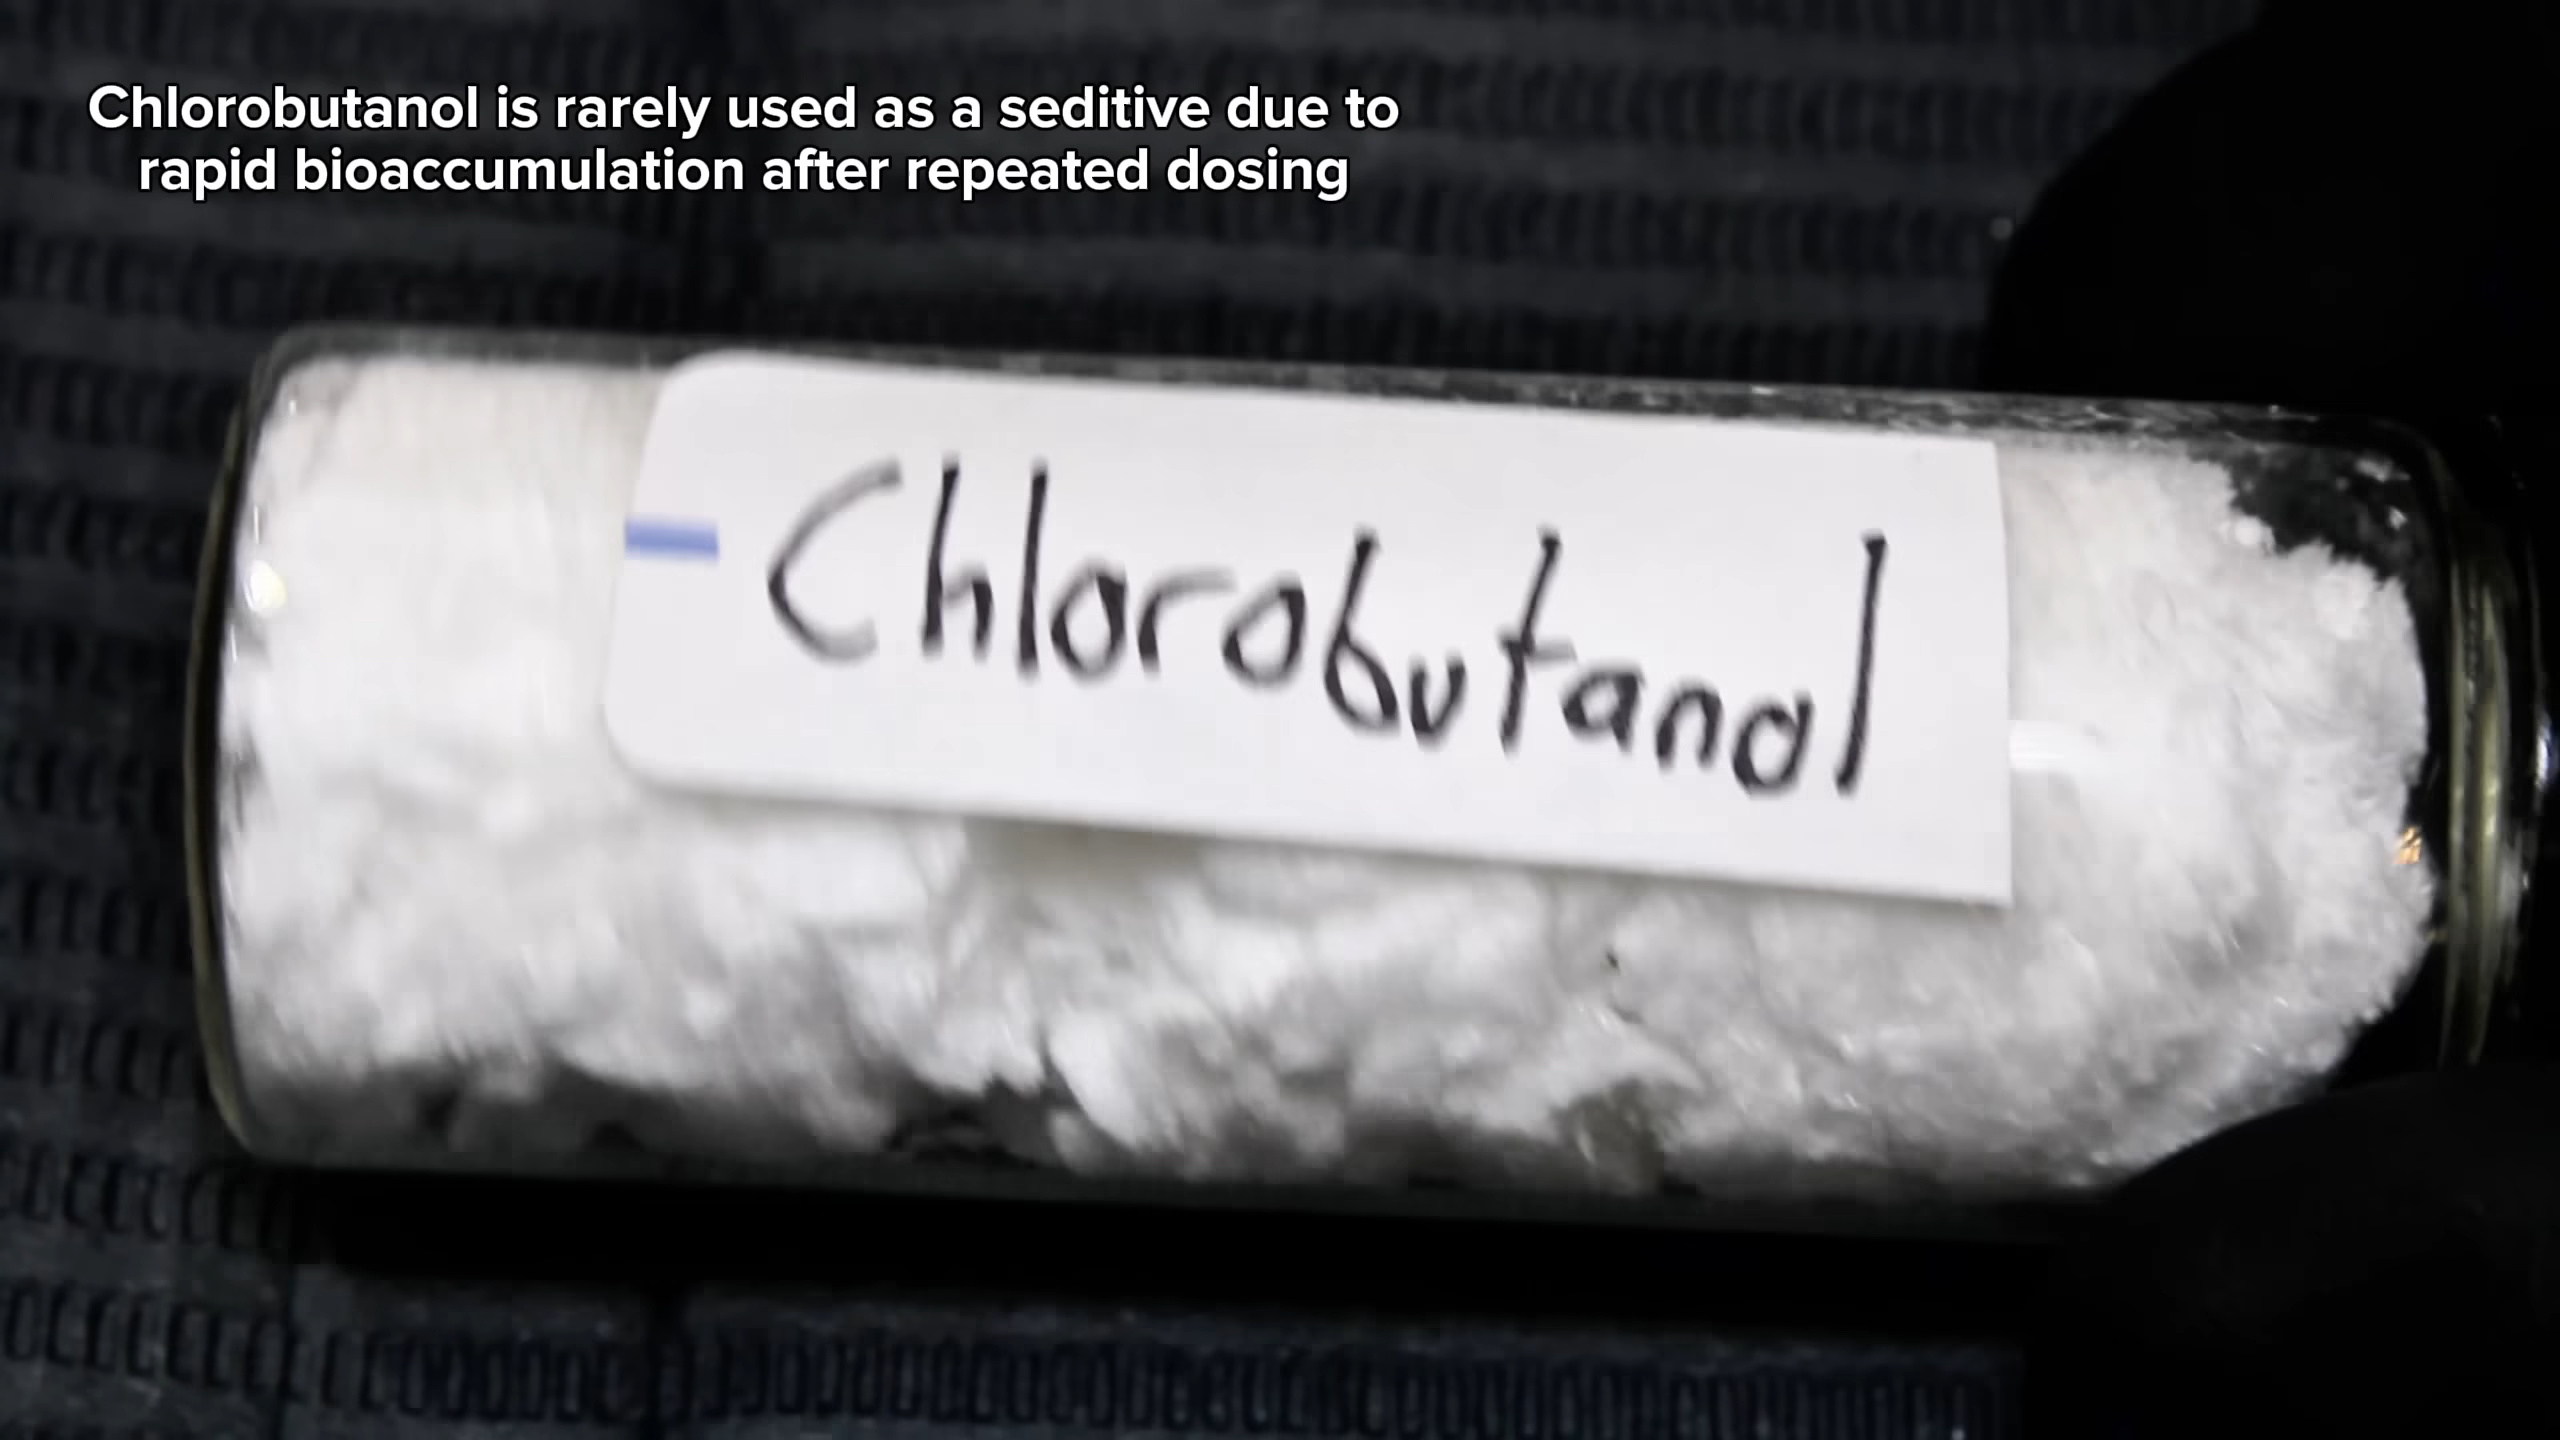 Chlorobutanol is rarely used as a seditive due to
rapid bioaccumulation after repeated dosing
Chlorobutanol